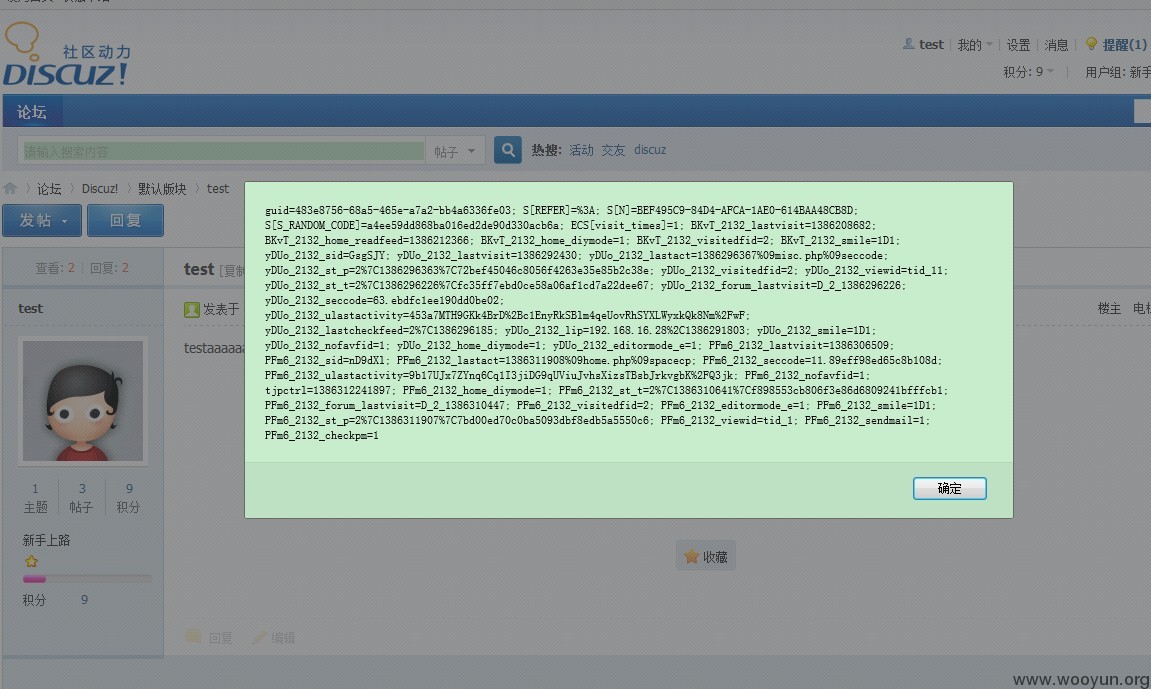 社区动力
DISCUZ!
test 我的 设置 消息 提醒(1)
积分: 9 用户组: 新手
论坛
请输入搜索内容 帖子 热搜: 活动 交友 discuz
论坛 Discuz! 默认版块 test
发帖 回复
查看: 2 回复: 2
test
test
发表于
楼主
testaaaaaa
1 3 9
主题 帖子 积分
新手上路
积分 9
guid=483e8756-68a5-465e-a7a2-bb4a6336fe03; S[REFER]=%3A; S[N]=BEF495C9-84D4-AFCA-1AE0-614BAA48CB8D;
S[S_RANDOM_CODE]=a4ee59dd868ba016ed2de90d330acb6a; ECS[visit_times]=1; BKvT_2132_lastvisit=1386208682;
BKvT_2132_home_readfeed=1386212366; BKvT_2132_home_diymode=1; BKvT_2132_visitedfid=2; BKvT_2132_smile=1D1;
yDUo_2132_sid=GsgSJY; yDUo_2132_lastvisit=1386292430; yDUo_2132_lastact=1386296367%09misc.php%09seccode;
yDUo_2132_st_p=2%7C1386296363%7C72bef45046c8056f4263e35e85b2c38e; yDUo_2132_visitedfid=2; yDUo_2132_viewid=tid_11;
yDUo_2132_st_t=2%7C1386296226%7Cfc35ff7ebd0ce58a06af1cd7a22dee67; yDUo_2132_forum_lastvisit=D_2_1386296226;
yDUo_2132_seccode=63.ebdfc1ee190dd0be02;
yDUo_2132_ulastactivity=453a7MTH9GKk4BrD%2Bc1EnyRkSBlm4qeUovRhSYXLWyxkQk8Nm%2FwF;
yDUo_2132_lastcheckfeed=2%7C1386296185; yDUo_2132_lip=192.168.16.28%2C1386291803; yDUo_2132_smile=1D1;
yDUo_2132_nofavfid=1; yDUo_2132_home_diymode=1; yDUo_2132_editormode_e=1; PFm6_2132_lastvisit=1386306509;
PFm6_2132_sid=nD9dXl; PFm6_2132_lastact=1386311908%09home.php%09spacecp; PFm6_2132_seccode=11.89eff98ed65c8b108d;
PFm6_2132_ulastactivity=9b17UJx7ZYnq6Cq1I3jiDG9qUViuJvhsXizsTBsbJrkvgbK%2FQ3jk; PFm6_2132_nofavfid=1;
tjpctrl=1386312241897; PFm6_2132_home_diymode=1; PFm6_2132_st_t=2%7C1386310641%7Cf898553cb806f3e86d6809241bfffcb1;
PFm6_2132_forum_lastvisit=D_2_1386310447; PFm6_2132_visitedfid=2; PFm6_2132_editormode_e=1; PFm6_2132_smile=1D1;
PFm6_2132_st_p=2%7C1386311907%7C7bd00ed70c0ba5093dbf8edb5a5550c6; PFm6_2132_viewid=tid_1; PFm6_2132_sendmail=1;
PFm6_2132_checkpm=1
确定
收藏
回复 编辑
www.wooyun.org